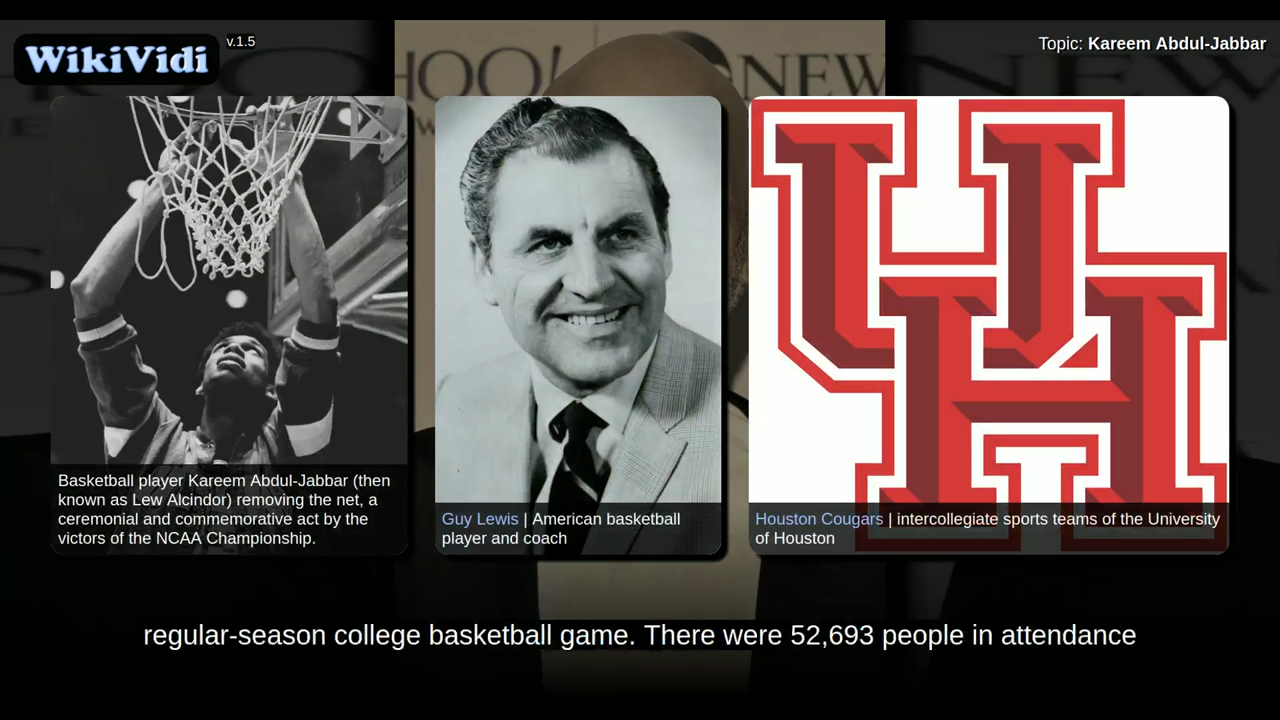 WikiVidi
v.1.5
Topic: Kareem Abdul-Jabbar
HOO!
NEW
Basketball player Kareem Abdul-Jabbar (then
known as Lew Alcindor) removing the net, a
ceremonial and commemorative act by the
victors of the NCAA Championship.
Guy Lewis | American basketball
player and coach
UH
Houston Cougars | intercollegiate sports teams of the University
of Houston
regular-season college basketball game. There were 52,693 people in attendance